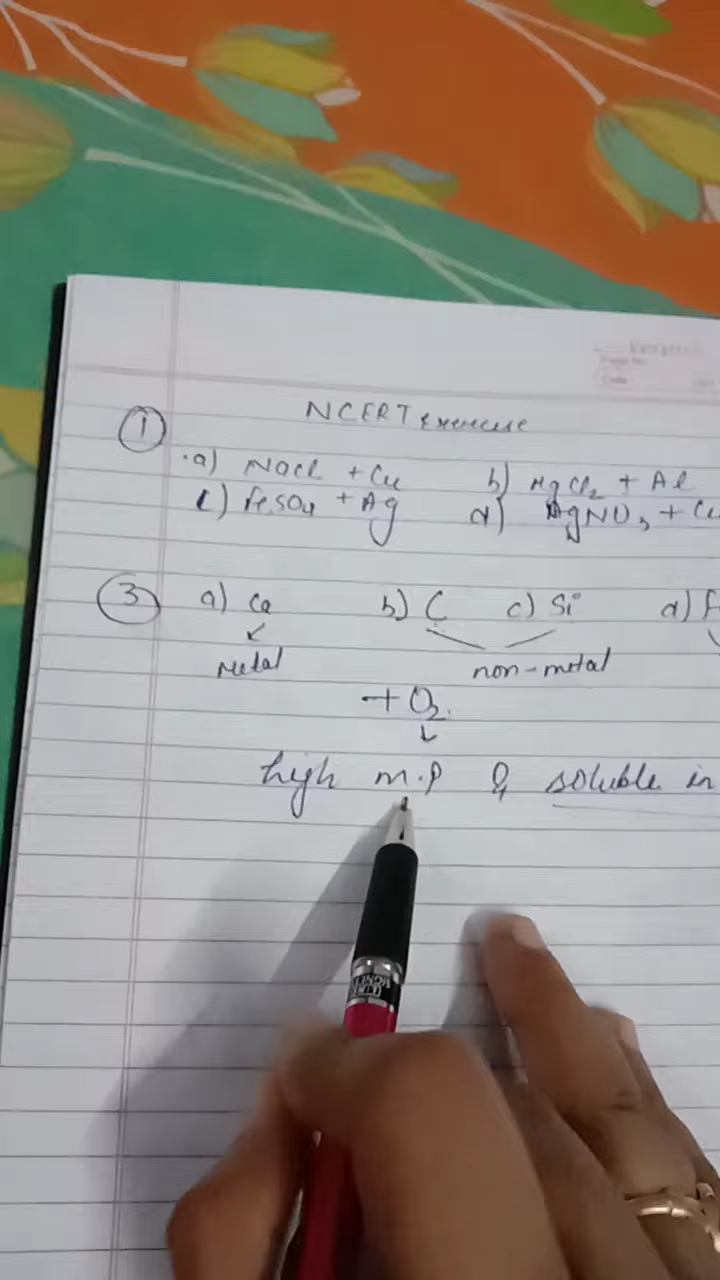 NCERT Exercise
1
a) NaCl + Cu b) MgCl2 + Al
c) FeSO4 + Ag d) AgNO3 + Cu
3 a) Ca b) C c) Si d) F
Metal non-metal
+ O2
high m.p & soluble in